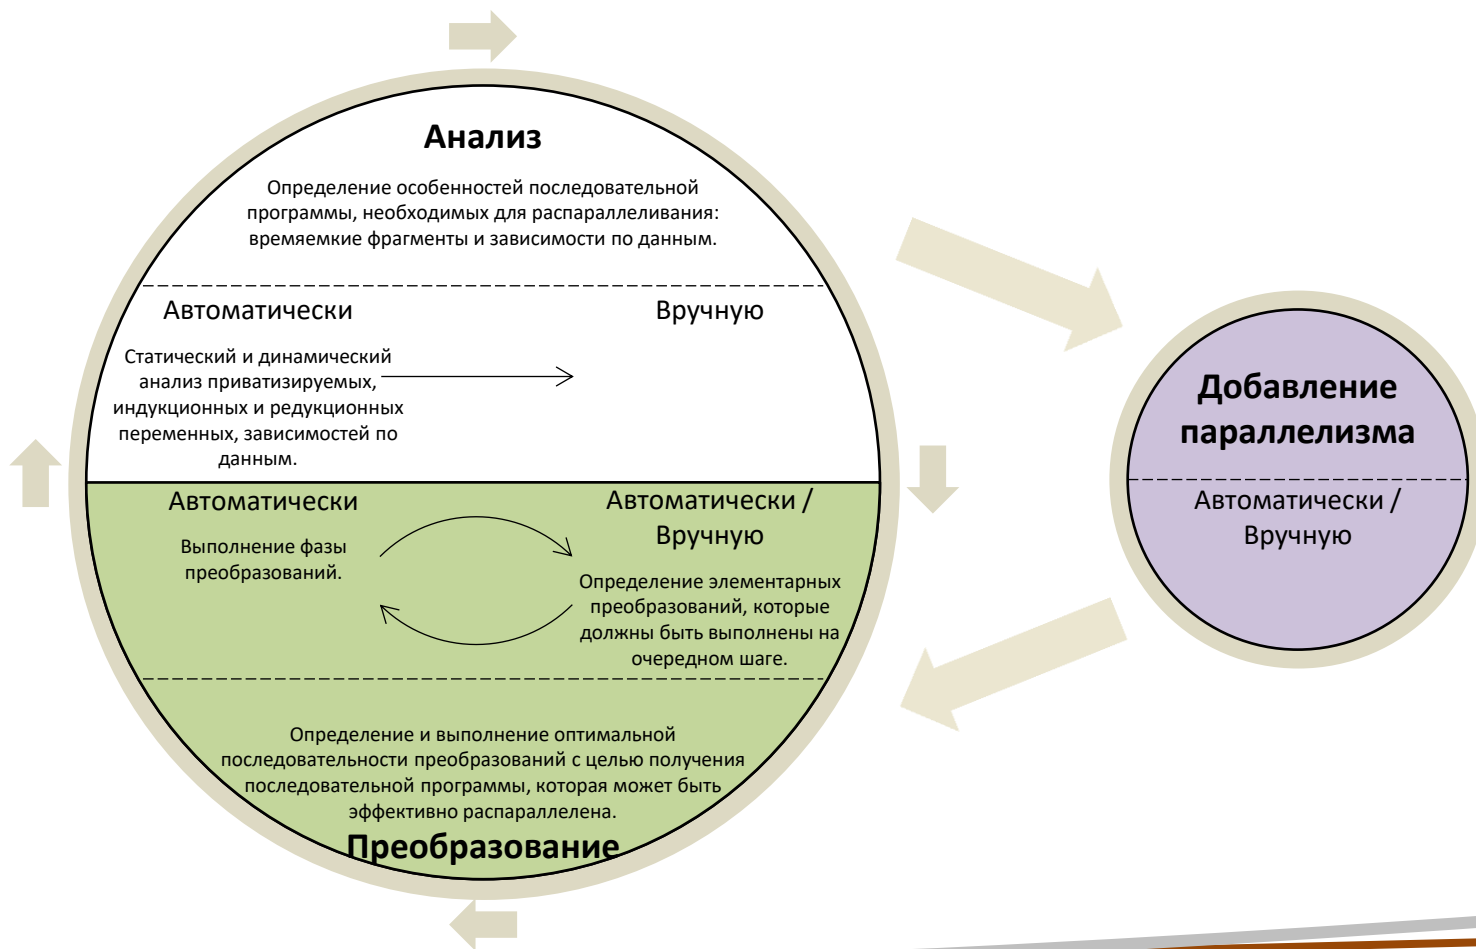 Анализ
Определение особенностей последовательной
программы, необходимых для распараллеливания:
времяемкие фрагменты и зависимости по данным.
Автоматически
Статический и динамический
анализ приватизируемых,
индукционных и редукционных
переменных, зависимостей по
данным.
Вручную
Автоматически
Выполнение фазы
преобразований.
Автоматически /
Вручную
Определение элементарных
преобразований, которые
должны быть выполнены на
очередном шаге.
Определение и выполнение оптимальной
последовательности преобразований с целью получения
последовательной программы, которая может быть
эффективно распараллелена.
Преобразование
Добавление
параллелизма
Автоматически /
Вручную